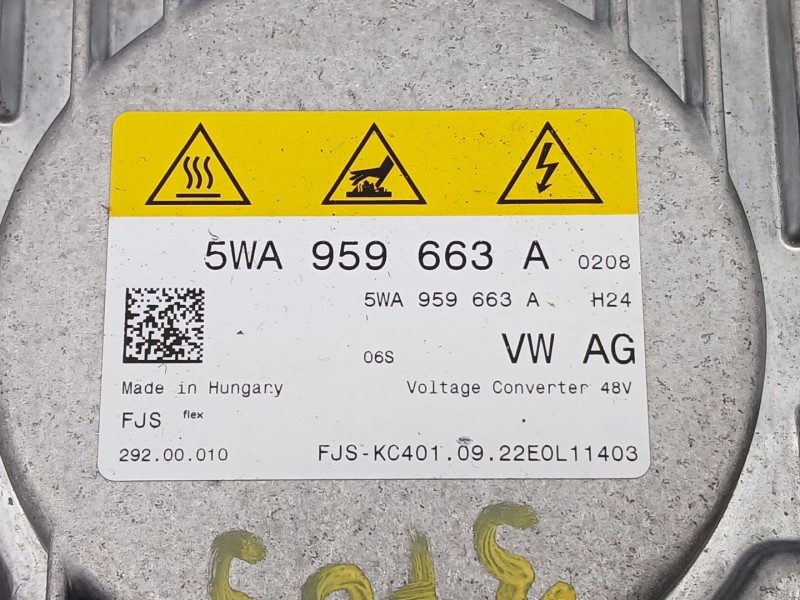 5WA 959 663 A 0208
5WA 959 663 A H24
06S VW AG
Made in Hungary Voltage Converter 48V
FJS flex
292.00.010 FJS-KC401.09.22E0L11403